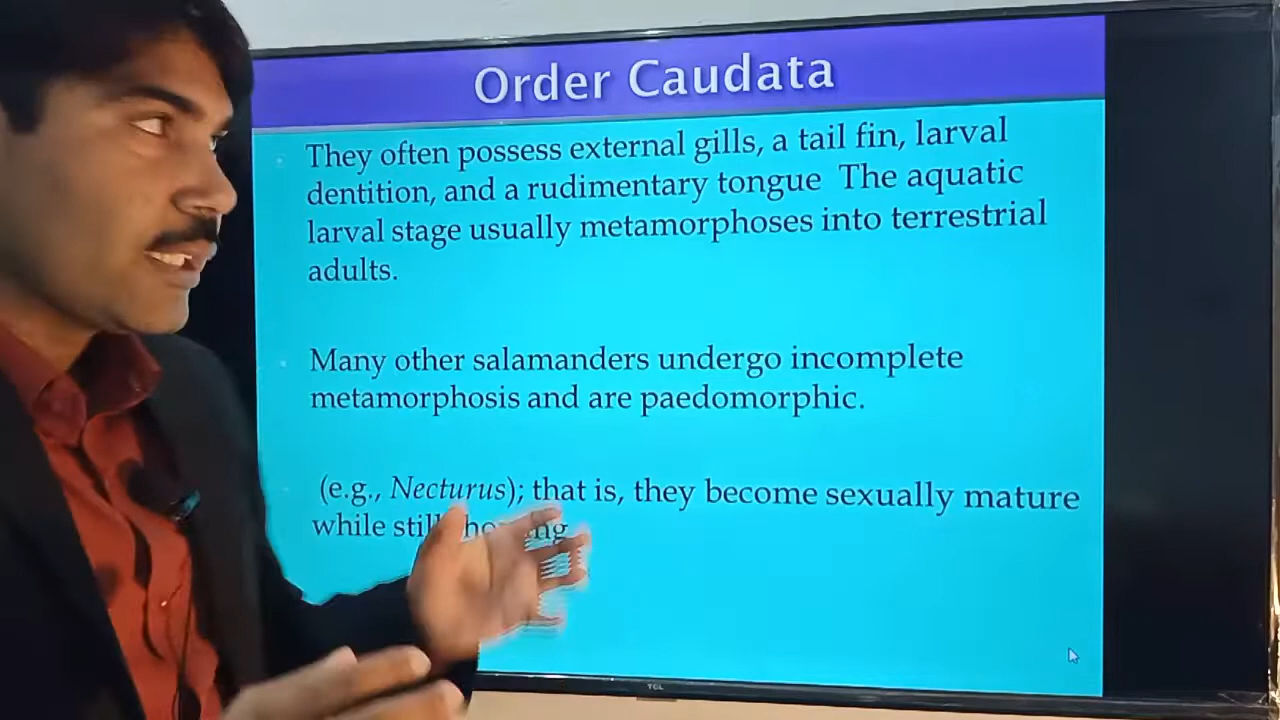 Order Caudata
They often possess external gills, a tail fin, larval
dentition, and a rudimentary tongue The aquatic
larval stage usually metamorphoses into terrestrial
adults.
Many other salamanders undergo incomplete
metamorphosis and are paedomorphic.
(e.g., Necturus); that is, they become sexually mature
while still
TCL